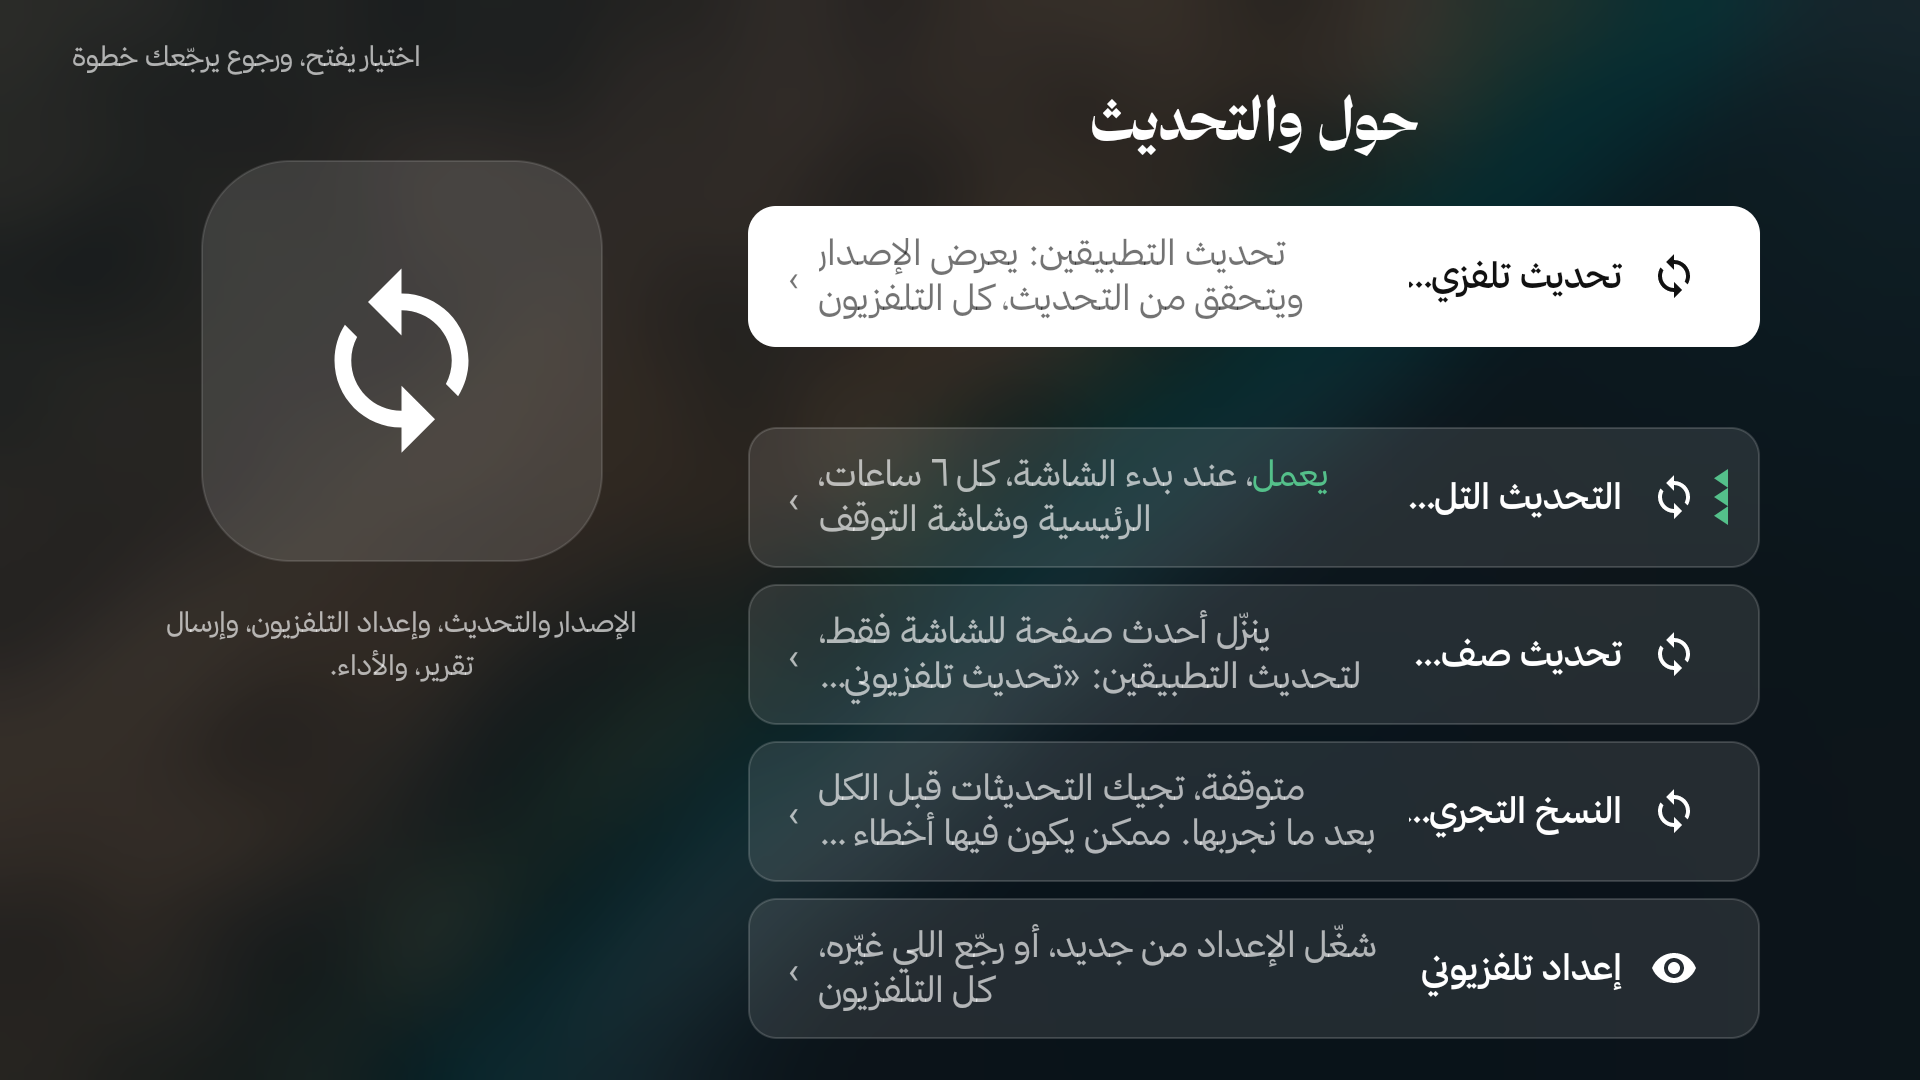 اختيار يفتح، ورجوع يرجّعك خطوة
حول والتحديث
تحديث تلفزي...
تحديث التطبيقين: يعرض الإصدار
ويتحقق من التحديث، كل التلفزيون
التحديث التل...
يعمل، عند بدء الشاشة، كل ٦ ساعات،
الرئيسية وشاشة التوقف
تحديث صف...
ينزّل أحدث صفحة للشاشة فقط،
لتحديث التطبيقين: «تحديث تلفزيوني...
النسخ التجري...
متوقفة، تجيك التحديثات قبل الكل
بعد ما نجربها. ممكن يكون فيها أخطاء ...
إعداد تلفزيوني
شغّل الإعداد من جديد، أو رجّع اللي غيّره،
كل التلفزيون
الإصدار والتحديث، وإعداد التلفزيون، وإرسال
تقرير، والأداء.